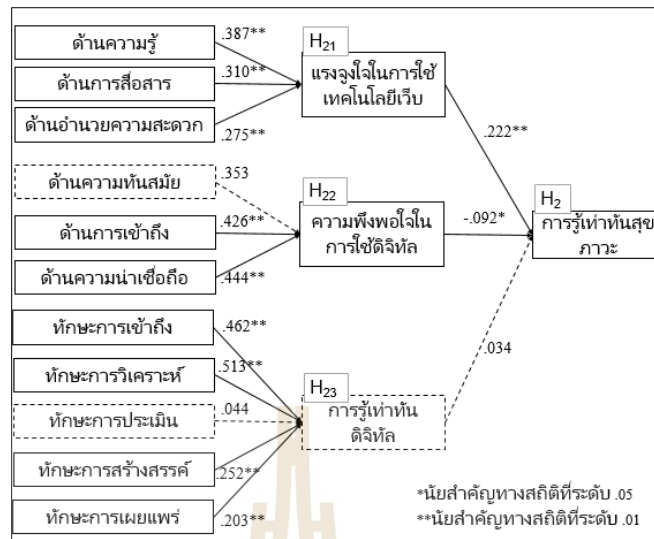 ด้านความรู้
.387**
H21
แรงจูงใจในการใช้
เทคโนโลยีเว็บ
ด้านการสื่อสาร
.310**
ด้านอำนวยความสะดวก
.275**
.222**
ด้านความทันสมัย
.353
H22
ความพึงพอใจใน
การใช้ดิจิทัล
-.092*
H2
การรู้เท่าทันสุข
ภาวะ
ด้านการเข้าถึง
.426**
ด้านความน่าเชื่อถือ
.444**
ทักษะการเข้าถึง
.462**
.034
ทักษะการวิเคราะห์
.513**
H23
การรู้เท่าทัน
ดิจิทัล
ทักษะการประเมิน
.044
ทักษะการสร้างสรรค์
.252**
ทักษะการเผยแพร่
.203**
*นัยสำคัญทางสถิติที่ระดับ .05
**นัยสำคัญทางสถิติที่ระดับ .01